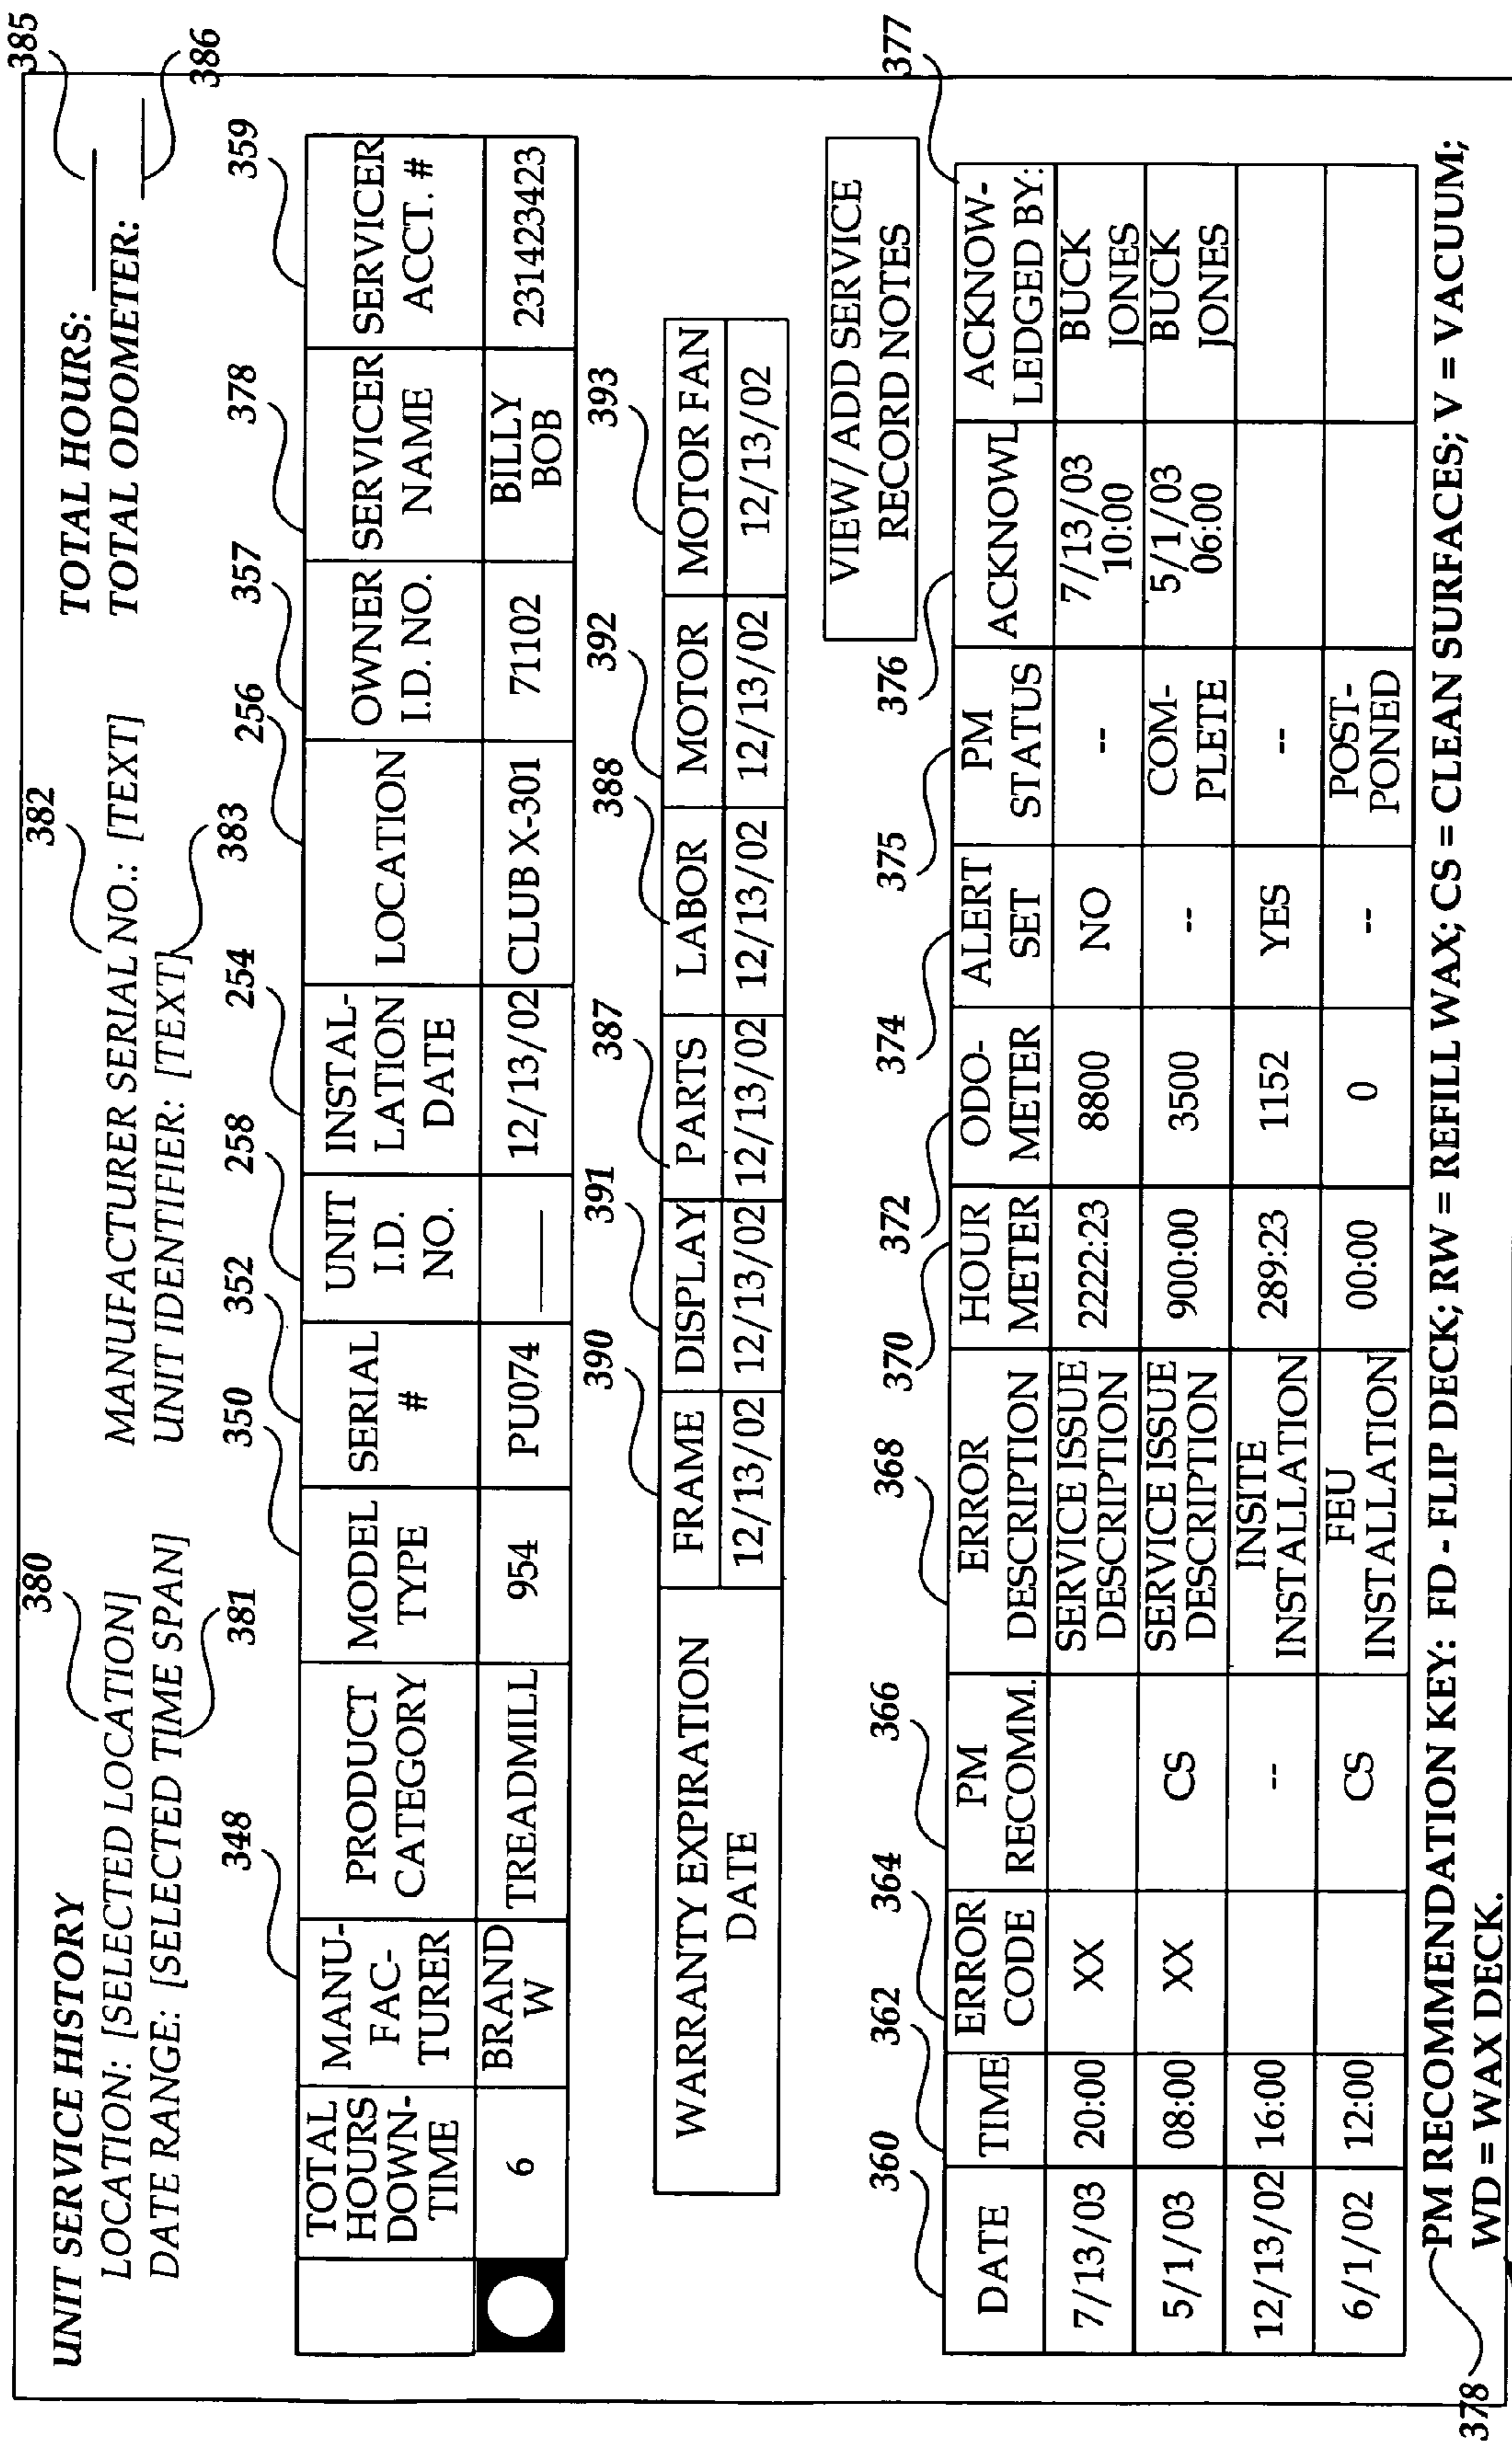 385
TOTAL HOURS: ____
TOTAL ODOMETER: ____
386
382
MANUFACTURER SERIAL NO.: [TEXT]
UNIT IDENTIFIER: [TEXT]
383
380
UNIT SERVICE HISTORY
LOCATION: [SELECTED LOCATION]
DATE RANGE: [SELECTED TIME SPAN]
381
348 350 352 258 254 256 357 378 359
TOTAL HOURS DOWN-TIME MANU-FAC-TURER PRODUCT CATEGORY MODEL TYPE SERIAL # UNIT I.D. NO. INSTAL-LATION DATE LOCATION OWNER I.D. NO. SERVICER NAME SERVICER ACCT. #
6 BRAND W TREADMILL 954 PU074 ____ 12/13/02 CLUB X-301 71102 BILLY BOB 231423423
390 391 387 388 392 393
WARRANTY EXPIRATION DATE FRAME DISPLAY PARTS LABOR MOTOR MOTOR FAN
12/13/02 12/13/02 12/13/02 12/13/02 12/13/02 12/13/02
VIEW/ADD SERVICE
RECORD NOTES
360 362 364 366 368 370 372 374 375 376 377
DATE TIME ERROR CODE PM RECOMM. ERROR DESCRIPTION HOUR METER ODO-METER ALERT SET PM STATUS ACKNOWL ACKNOW-LEDGED BY:
7/13/03 20:00 XX SERVICE ISSUE DESCRIPTION 2222:23 8800 NO -- 7/13/03 10:00 BUCK JONES
5/1/03 08:00 XX CS SERVICE ISSUE DESCRIPTION 900:00 3500 -- COM-PLETE 5/1/03 06:00 BUCK JONES
12/13/02 16:00 -- INSITE INSTALLATION 289:23 1152 YES --
6/1/02 12:00 CS FEU INSTALLATION 00:00 0 -- POST-PONED
378
PM RECOMMENDATION KEY: FD - FLIP DECK; RW = REFILL WAX; CS = CLEAN SURFACES; V = VACUUM;
WD = WAX DECK.